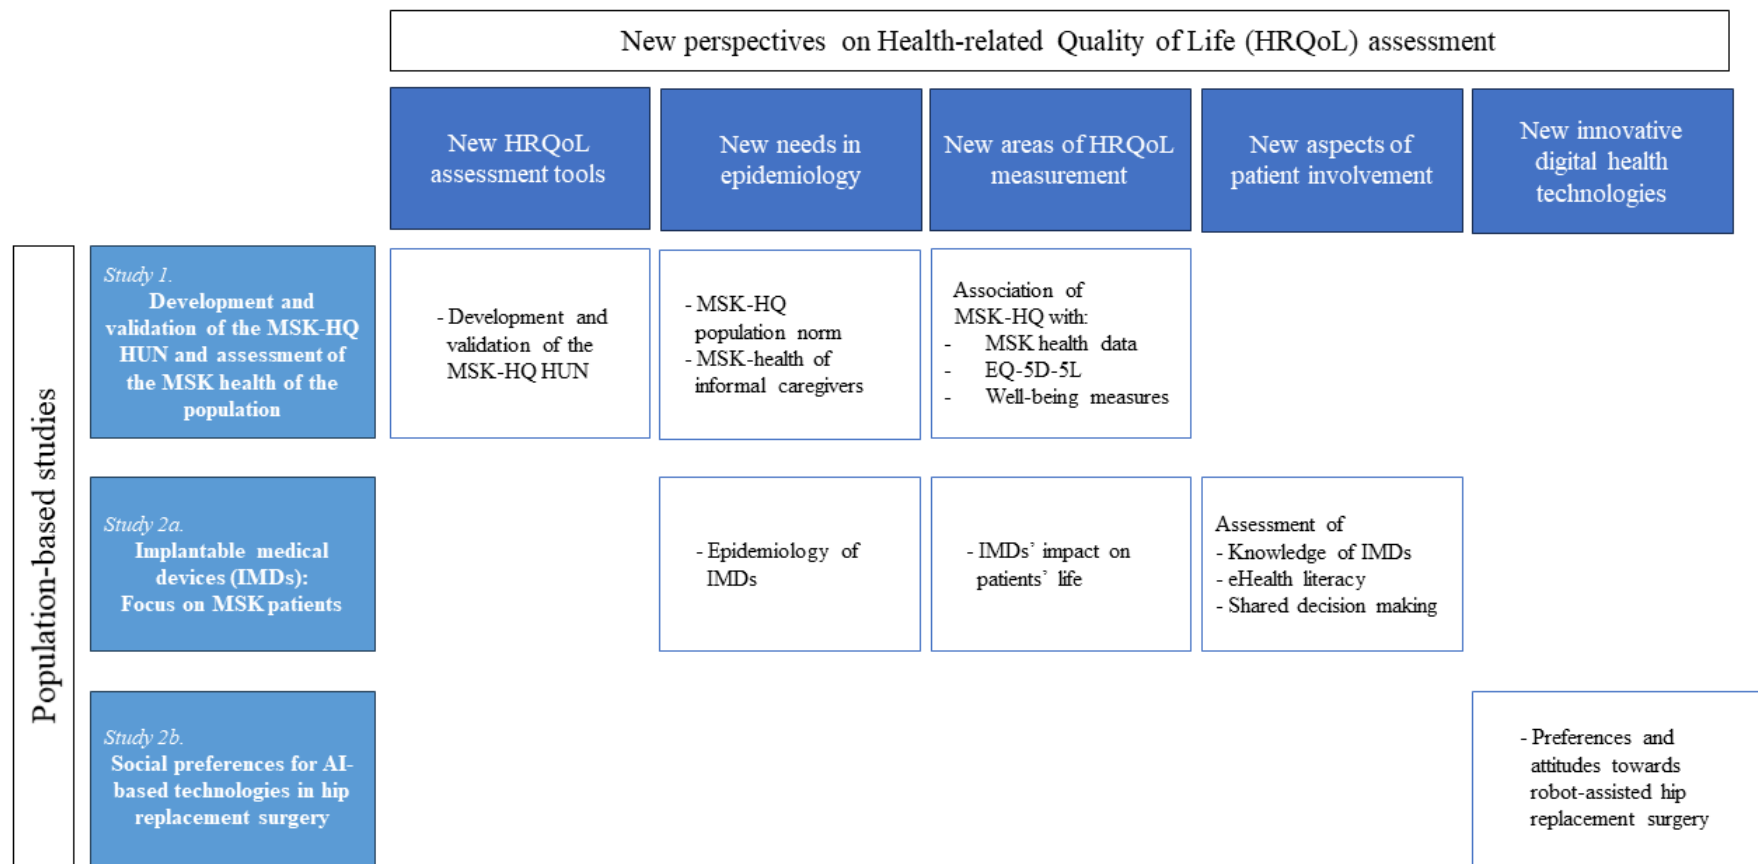 New perspectives on Health-related Quality of Life (HRQoL) assessment
New HRQoL
assessment tools
New needs in
epidemiology
New areas of HRQoL
measurement
New aspects of
patient involvement
New innovative
digital health
technologies
Population-based studies
Study 1.
Development and
validation of the MSK-HQ
HUN and assessment of
the MSK health of the
population
- Development and
validation of the
MSK-HQ HUN
- MSK-HQ
population norm
- MSK-health of
informal caregivers
Association of
MSK-HQ with:
- MSK health data
- EQ-5D-5L
- Well-being measures
Study 2a.
Implantable medical
devices (IMDs):
Focus on MSK patients
- Epidemiology of
IMDs
- IMDs’ impact on
patients’ life
Assessment of
- Knowledge of IMDs
- eHealth literacy
- Shared decision making
Study 2b.
Social preferences for AI-
based technologies in hip
replacement surgery
- Preferences and
attitudes towards
robot-assisted hip
replacement surgery